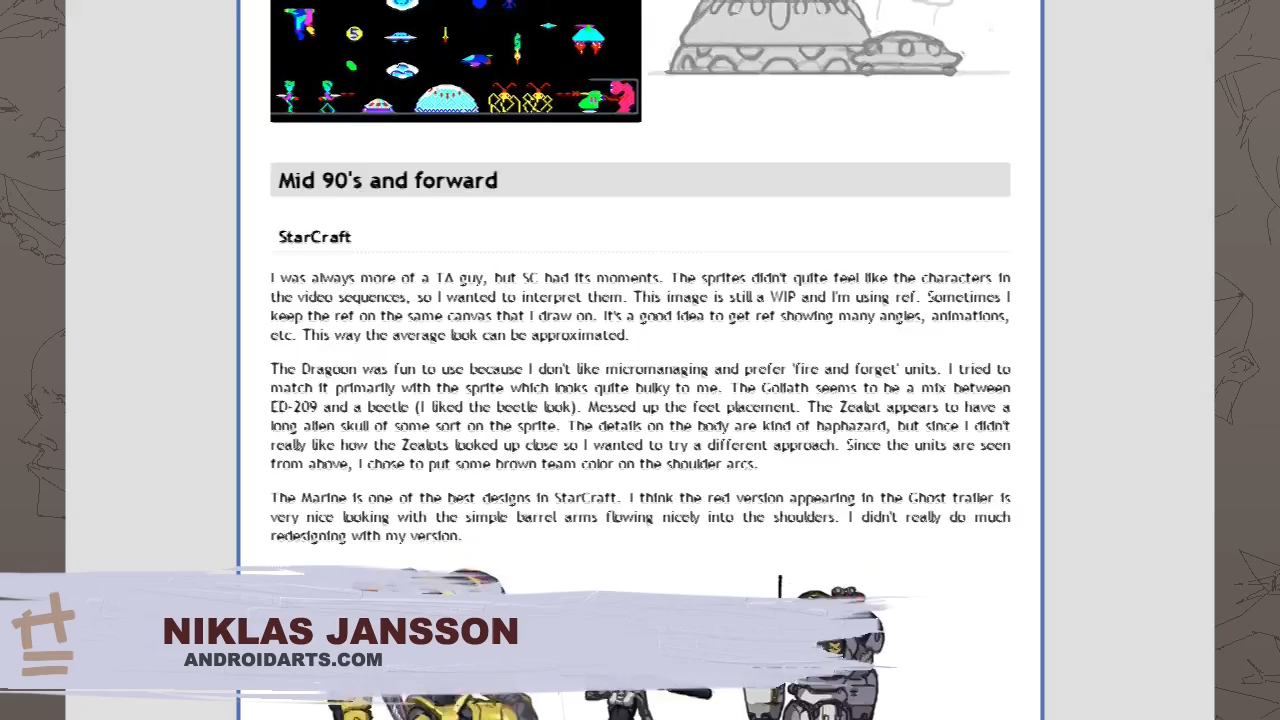 5
Mid 90's and forward
StarCraft
I was always more of a TA guy, but SC had its moments. The sprites didn't quite feel like the characters in
the video sequences, so I wanted to interpret them. This image is still a WIP and I'm using ref. Sometimes I
keep the ref on the same canvas that I draw on. It's a good idea to get ref showing many angles, animations,
etc. This way the average look can be approximated.
The Dragoon was fun to use because I don't like micromanaging and prefer 'fire and forget' units. I tried to
match it primarily with the sprite which looks quite bulky to me. The Goliath seems to be a mix between
ED-209 and a beetle (I liked the beetle look). Messed up the feet placement. The Zealot appears to have a
long alien skull of some sort on the sprite. The details on the body are kind of haphazard, but since I didn't
really like how the Zealots looked up close so I wanted to try a different approach. Since the units are seen
from above, I chose to put some brown team color on the shoulder arcs.
The Marine is one of the best designs in StarCraft. I think the red version appearing in the Ghost trailer is
very nice looking with the simple barrel arms flowing nicely into the shoulders. I didn't really do much
redesigning with my version.
NIKLAS JANSSON
ANDROIDARTS.COM